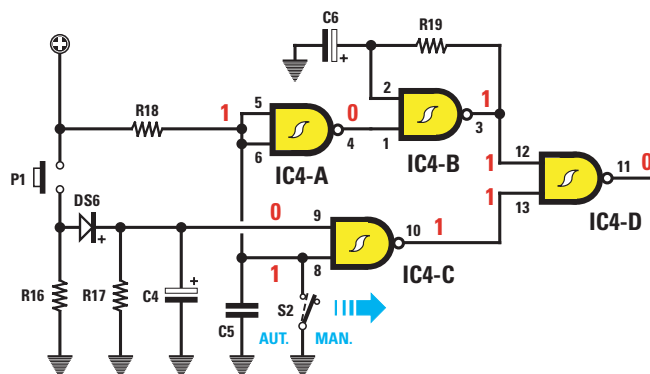 C6
R19
+
R18
1
5
0
2
1
6
4
1
3
IC4-A
IC4-B
12
1
11
0
P1
DS6
1
13
+
0
9
10
1
IC4-D
8
IC4-C
R16
R17
C4
+
1
C5
S2
AUT.
MAN.